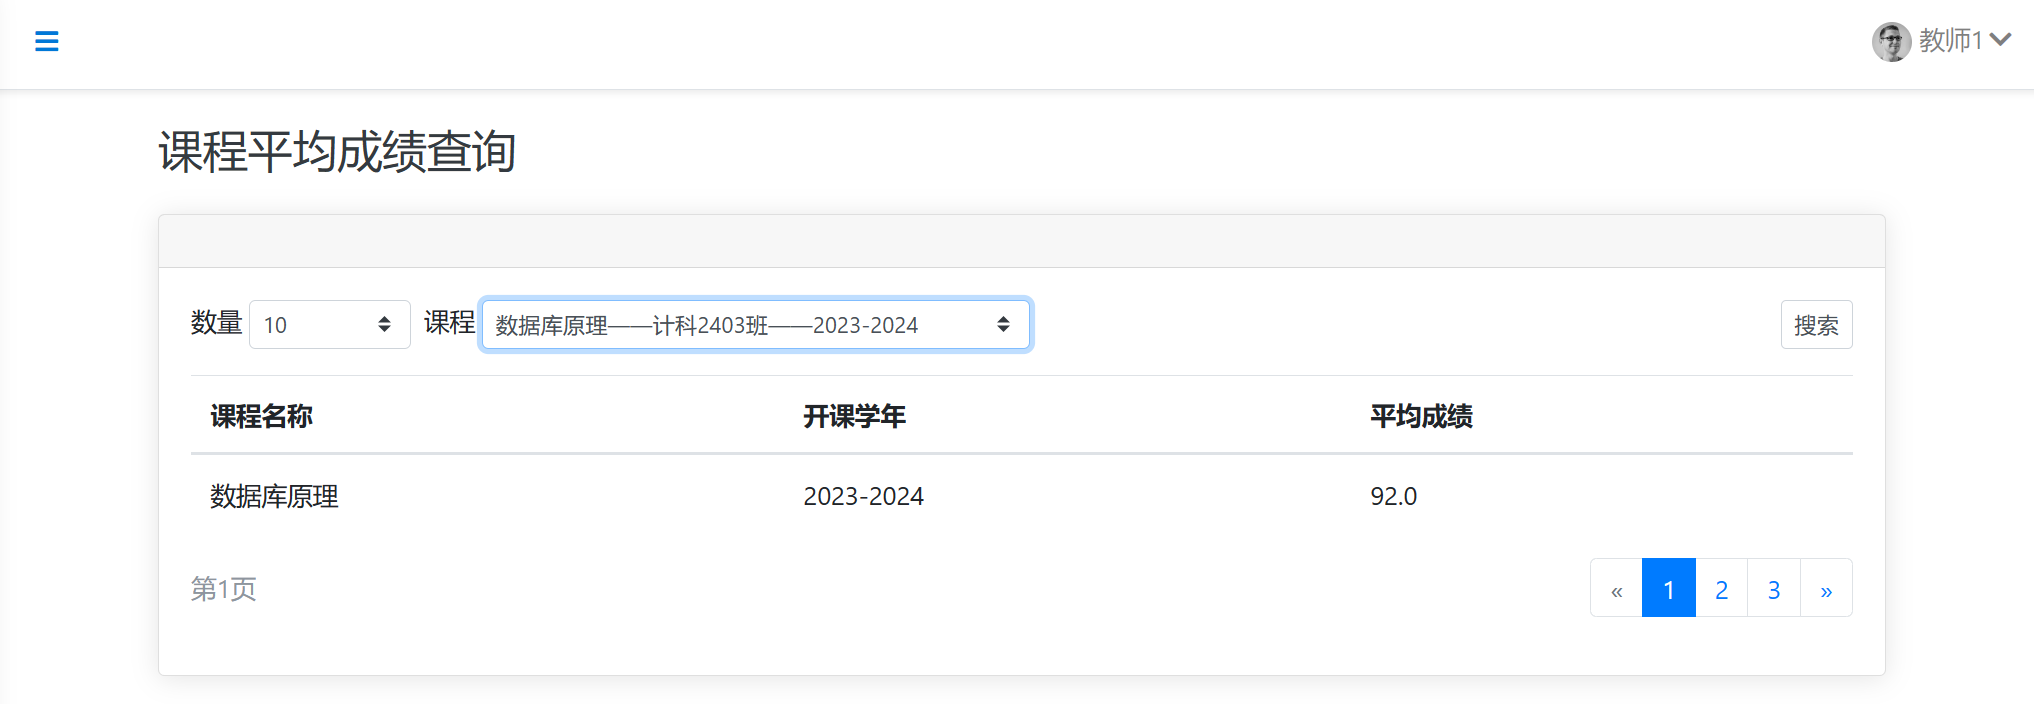 教师1
课程平均成绩查询
数量 10 课程 数据库原理——计科2403班——2023-2024 搜索
课程名称 开课学年 平均成绩
数据库原理 2023-2024 92.0
第1页 « 1 2 3 »